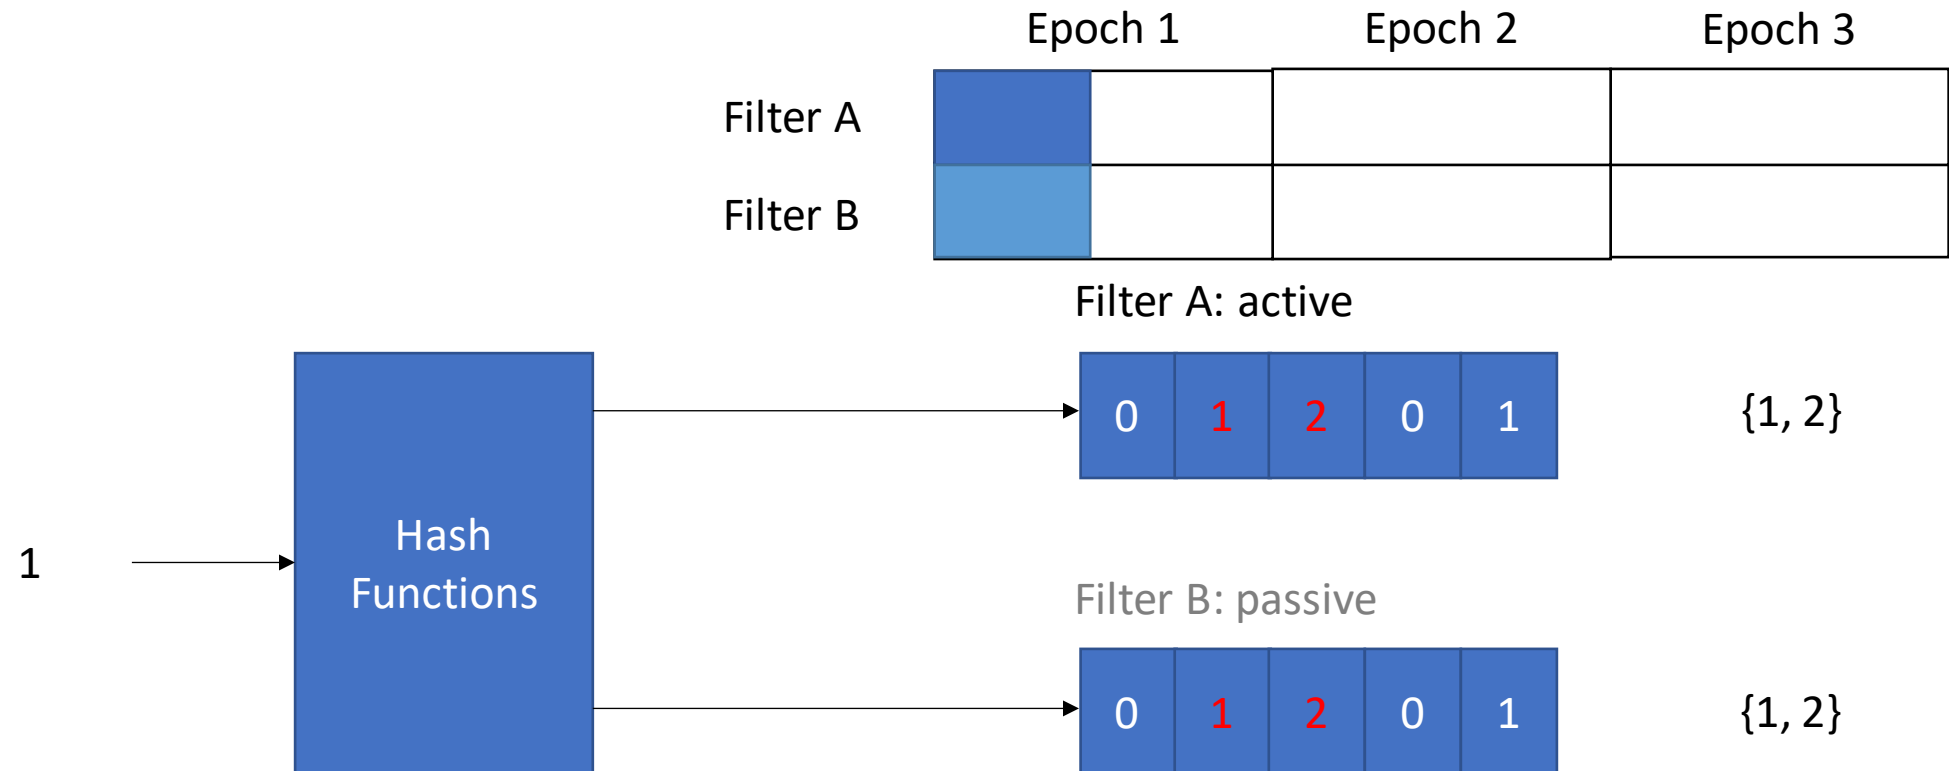 Epoch 1 Epoch 2 Epoch 3
Filter A
Filter B
Filter A: active
0 1 2 0 1 {1, 2}
Hash
Functions
1
Filter B: passive
0 1 2 0 1 {1, 2}